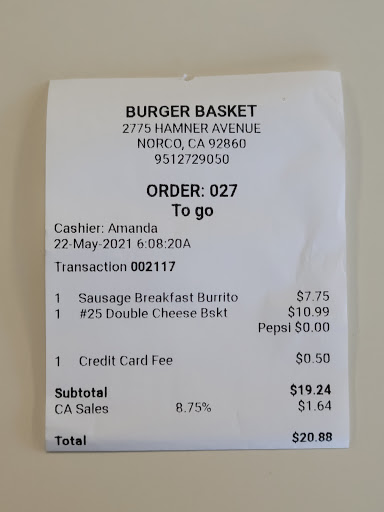 BURGER BASKET
2775 HAMNER AVENUE
NORCO, CA 92860
9512729050
ORDER: 027
To go
Cashier: Amanda
22-May-2021 6:08:20A
Transaction 002117
1 Sausage Breakfast Burrito $7.75
1 #25 Double Cheese Bskt $10.99
Pepsi $0.00
1 Credit Card Fee $0.50
Subtotal $19.24
CA Sales 8.75% $1.64
Total $20.88